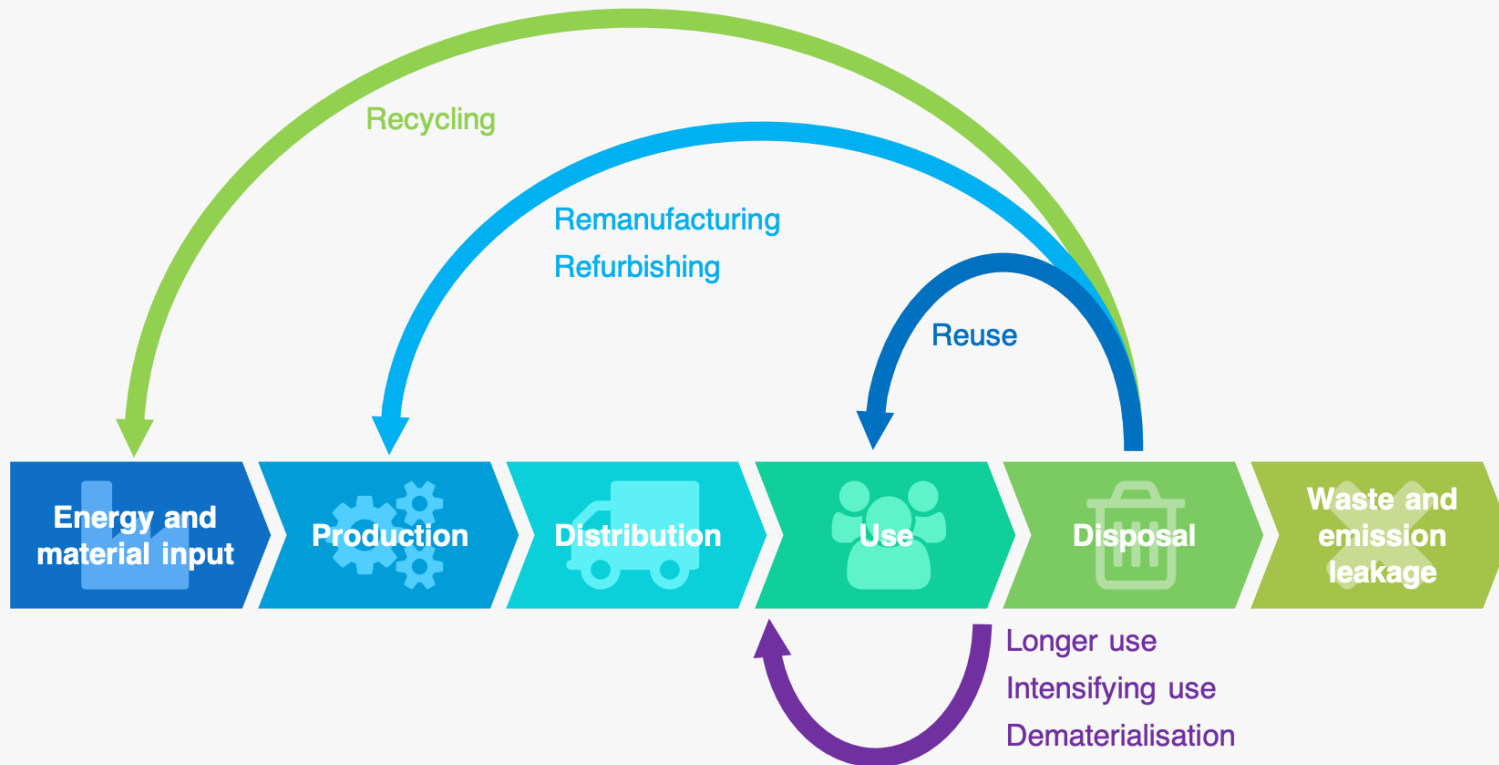 Recycling
Remanufacturing
Refurbishing
Reuse
Energy and
material input
Production
Distribution
Use
Disposal
Waste and
emission
leakage
Longer use
Intensifying use
Dematerialisation